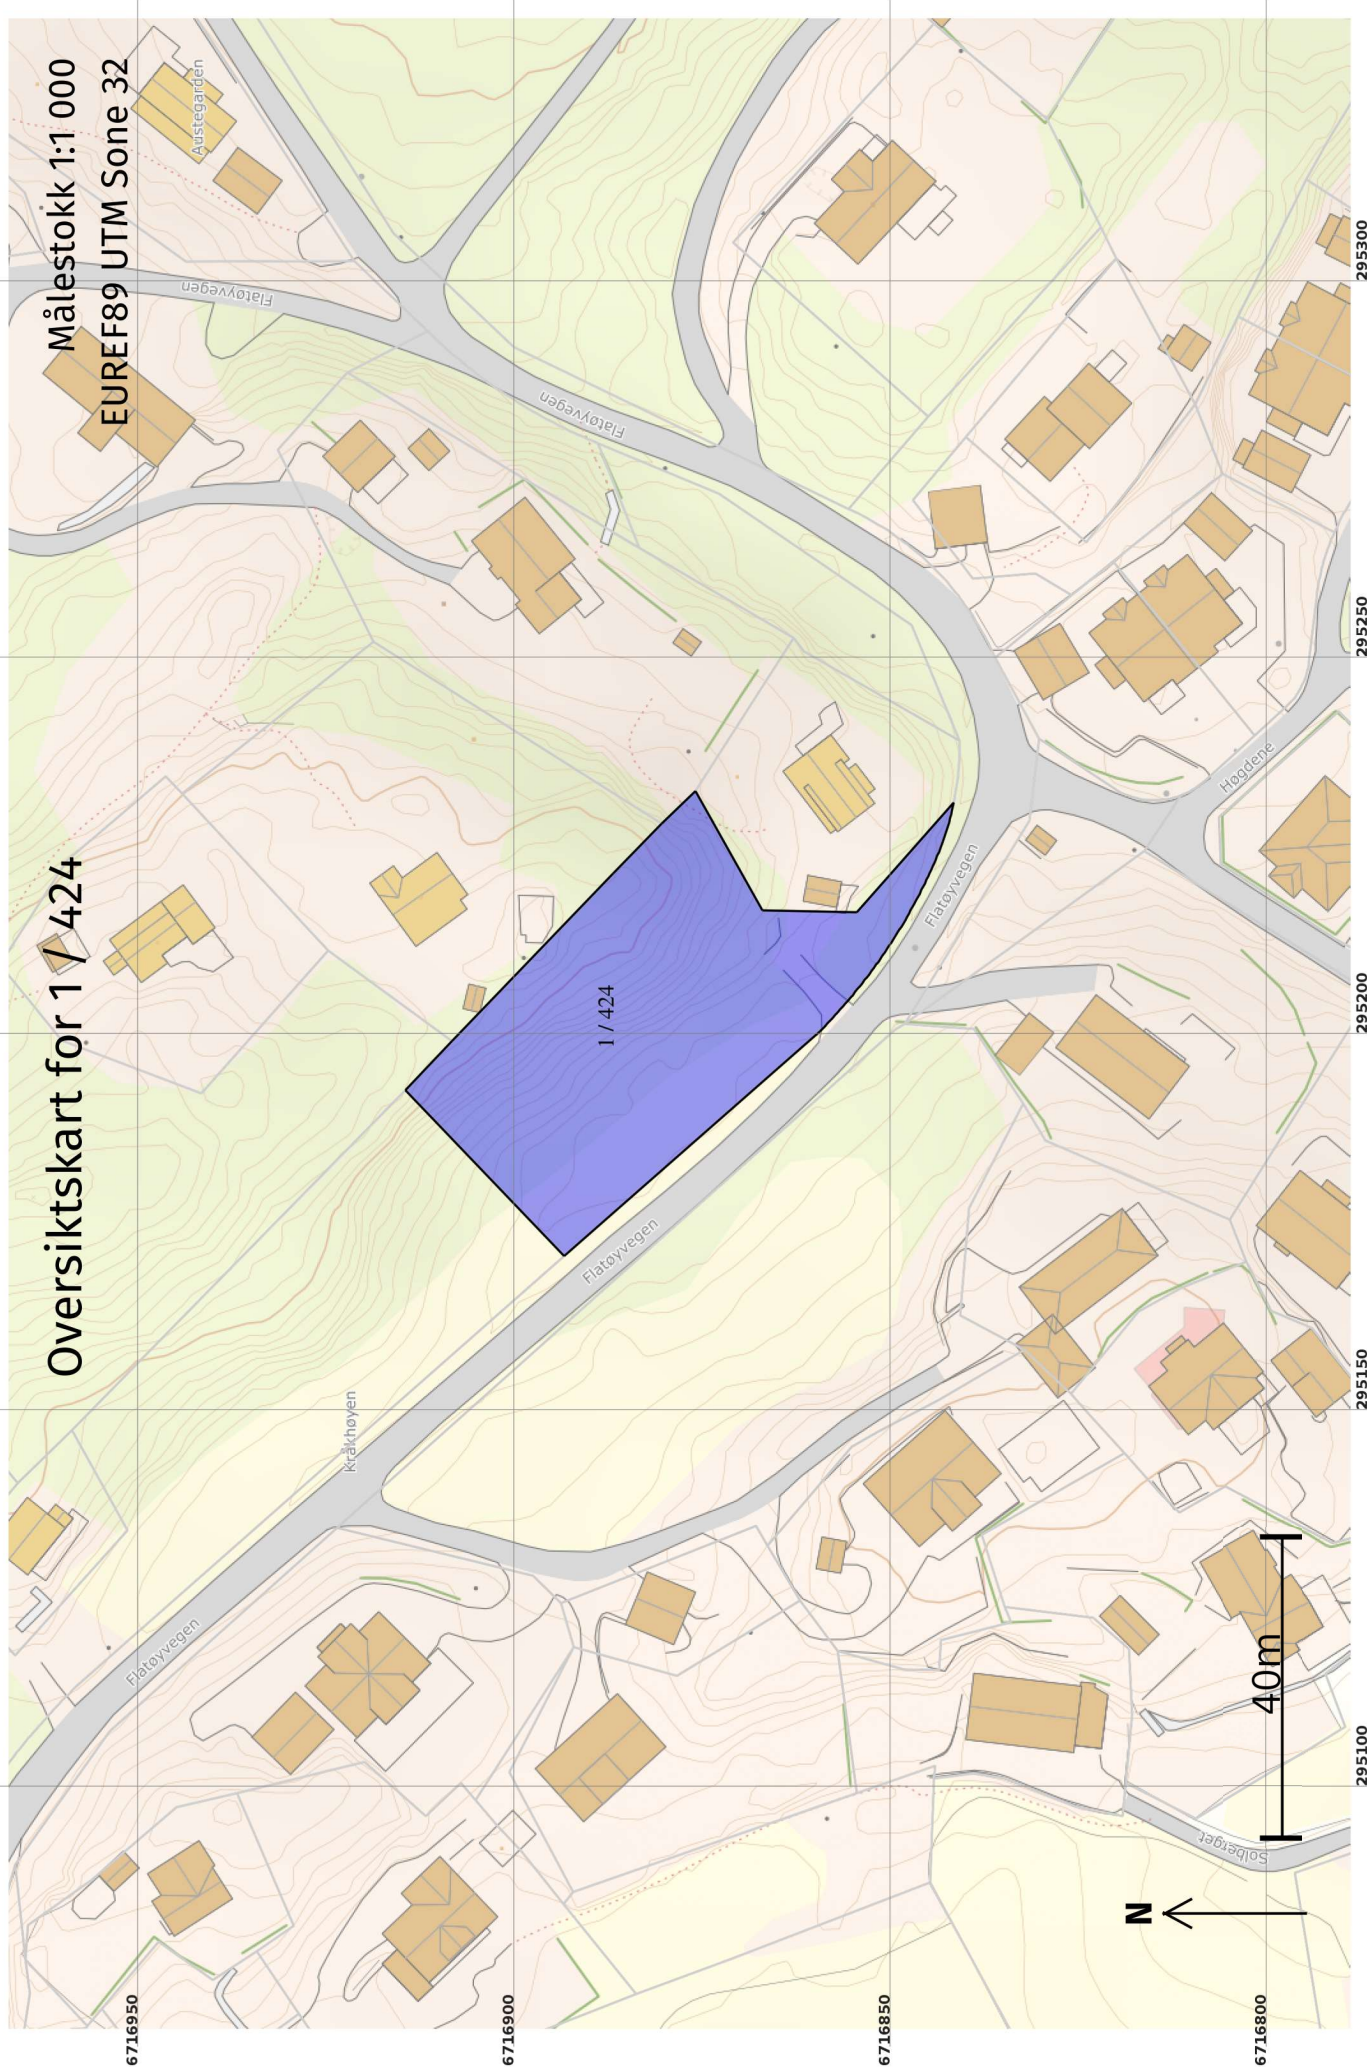 Oversiktskart for 1 / 424
Målestokk 1:1 000
EUREF89 UTM Sone 32
Austegarden
Flatøyvegen
Flatøyvegen
Kråkhøyen
Flatøyvegen
Flatøyvegen
1 / 424
Flatøyvegen
Høgdene
Solberget
40m
N
6716950
6716900
6716850
6716800
295100
295150
295200
295250
295300